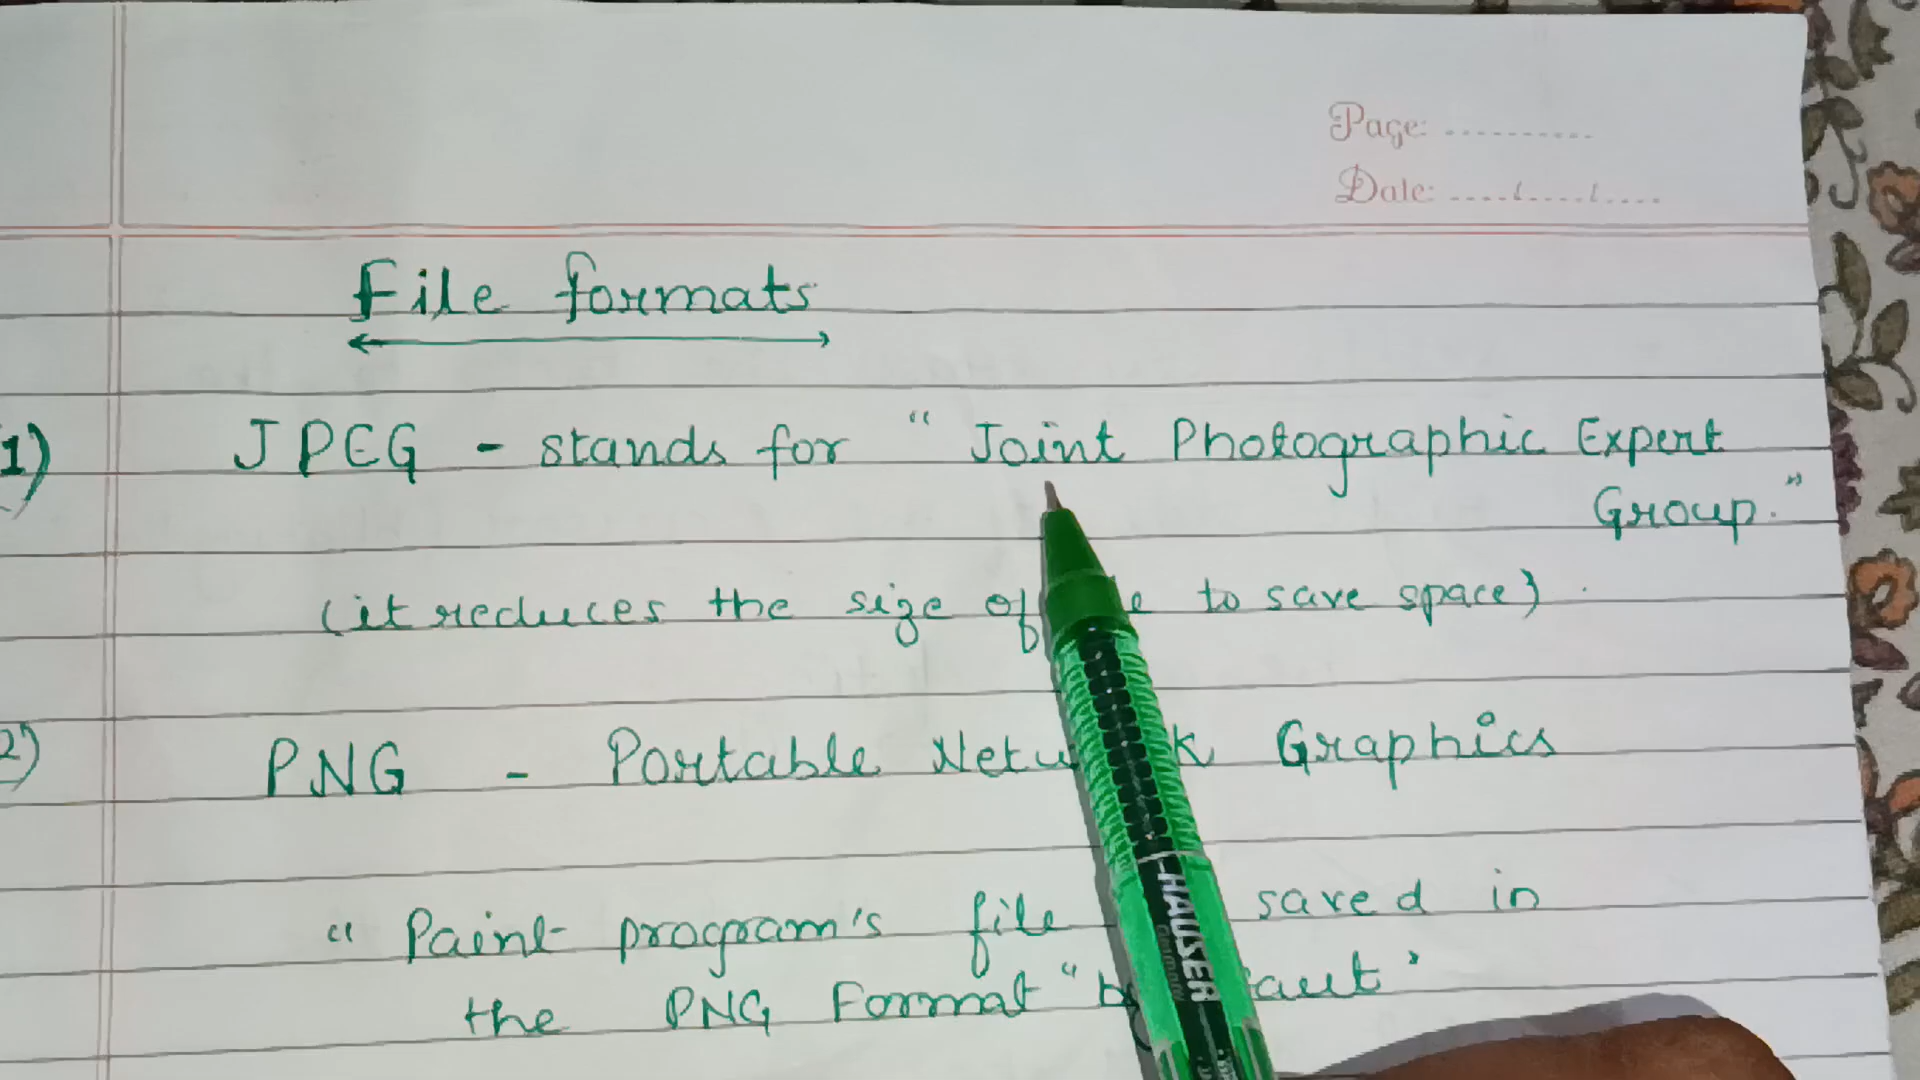 Page: ..........
Date: ..../..../....
File formats
1) JPEG - stands for " Joint Photographic Expert
Group."
(it reduces the size of to save space).
2) PNG - Portable Graphics
" Paint program's file saved in
the PNG Format "
HAUSER